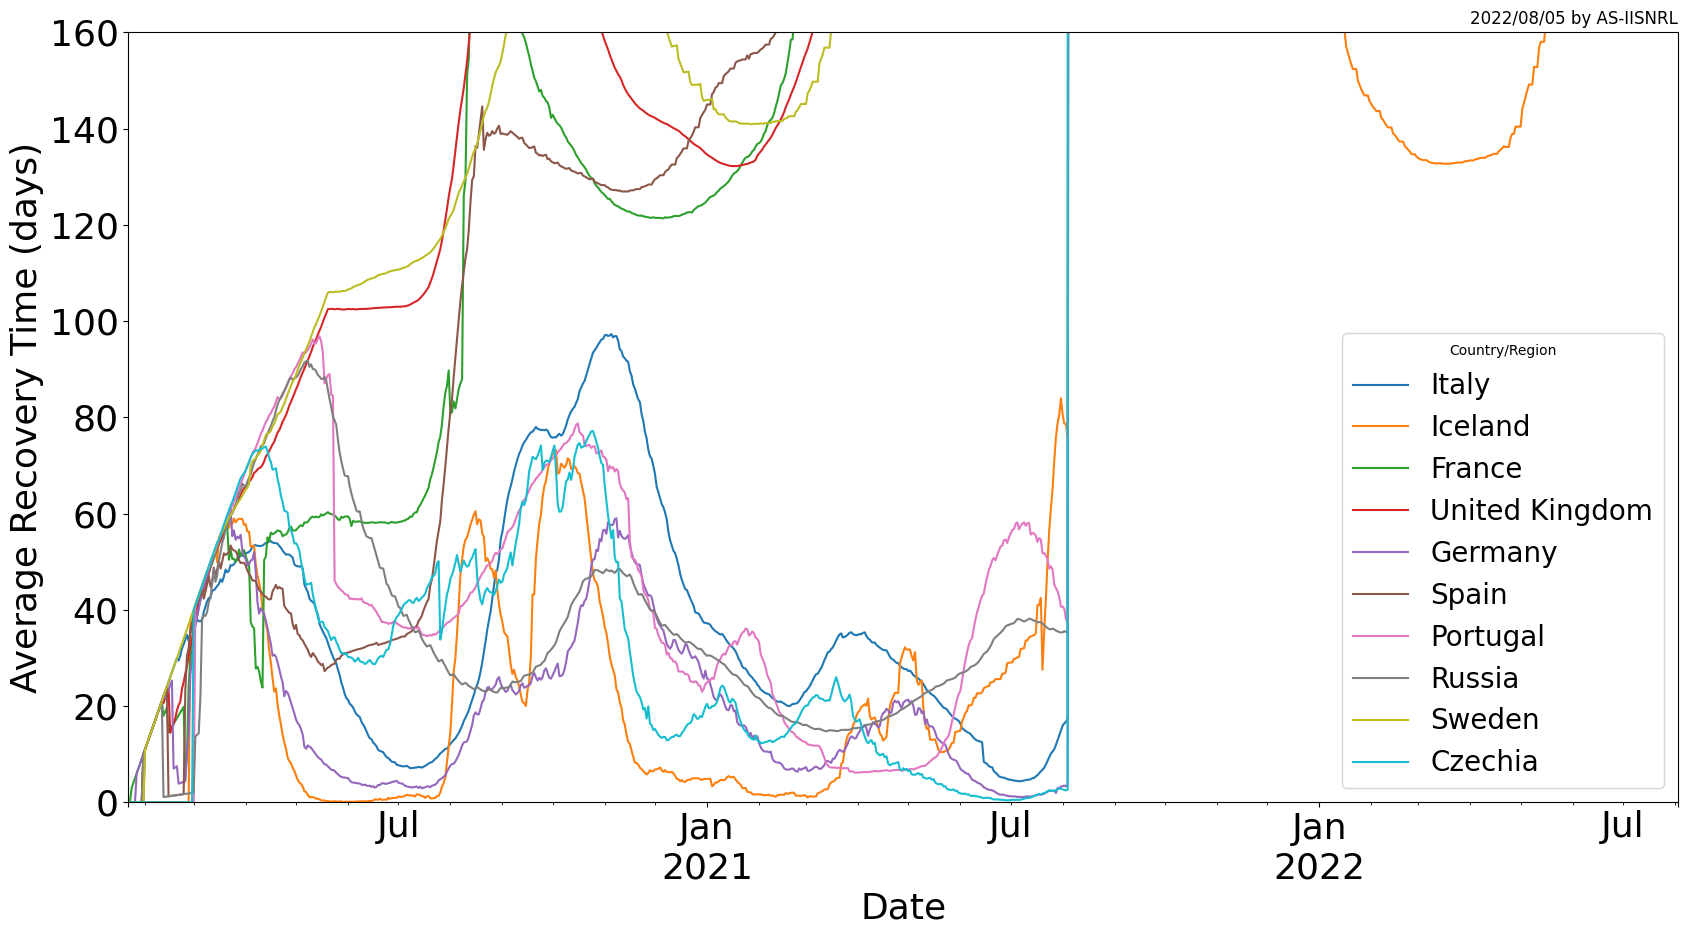 2022/08/05 by AS-IISNRL
Average Recovery Time (days)
160
140
120
100
80
60
40
20
0
Country/Region
Italy
Iceland
France
United Kingdom
Germany
Spain
Portugal
Russia
Sweden
Czechia
Jul Jan Jul Jan Jul
2021 2022
Date